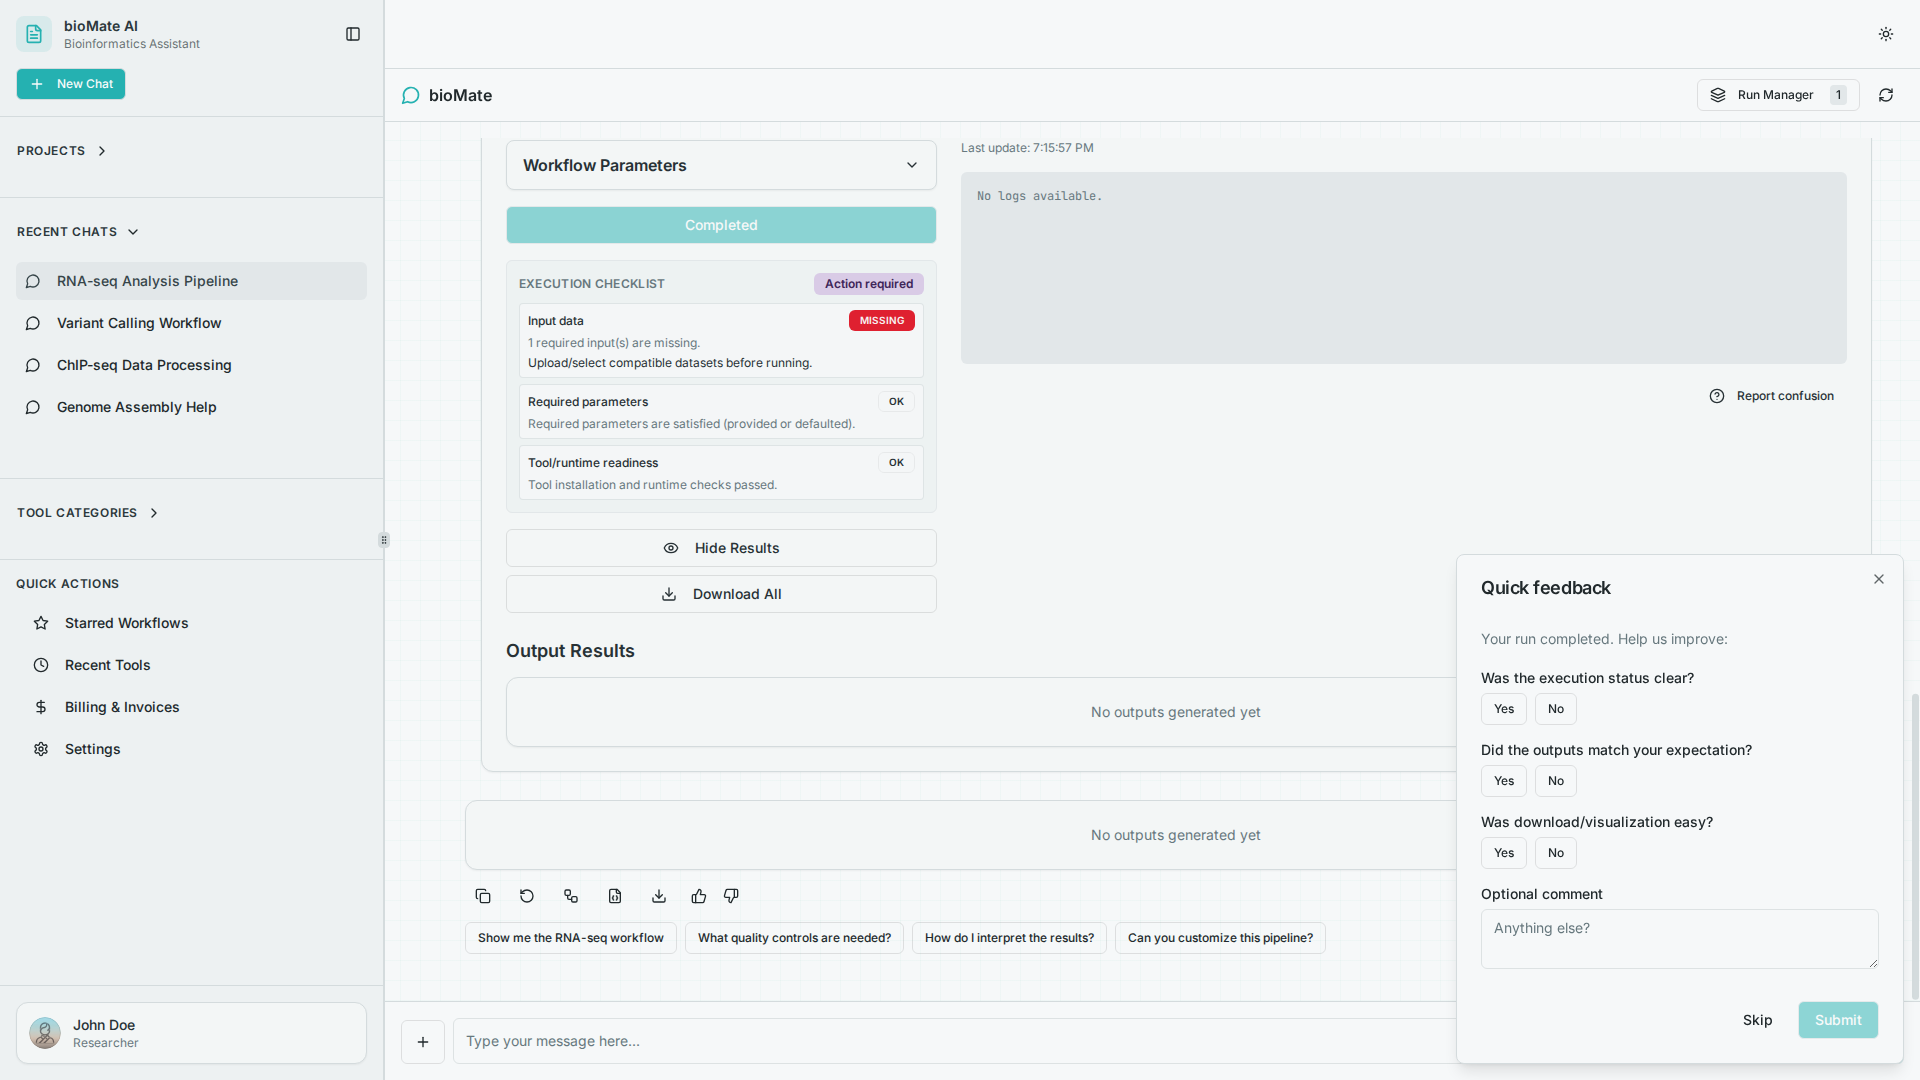 bioMate AI
Bioinformatics Assistant
New Chat
PROJECTS
RECENT CHATS
RNA-seq Analysis Pipeline
Variant Calling Workflow
ChIP-seq Data Processing
Genome Assembly Help
TOOL CATEGORIES
QUICK ACTIONS
Starred Workflows
Recent Tools
Billing & Invoices
Settings
John Doe
Researcher
bioMate
Run Manager 1
Workflow Parameters
Completed
EXECUTION CHECKLIST
Action required
Input data
MISSING
1 required input(s) are missing.
Upload/select compatible datasets before running.
Required parameters
OK
Required parameters are satisfied (provided or defaulted).
Tool/runtime readiness
OK
Tool installation and runtime checks passed.
Hide Results
Download All
Last update: 7:15:57 PM
No logs available.
Report confusion
Output Results
No outputs generated yet
No outputs generated yet
Show me the RNA-seq workflow
What quality controls are needed?
How do I interpret the results?
Can you customize this pipeline?
Type your message here...
Quick feedback
Your run completed. Help us improve:
Was the execution status clear?
Yes No
Did the outputs match your expectation?
Yes No
Was download/visualization easy?
Yes No
Optional comment
Anything else?
Skip
Submit